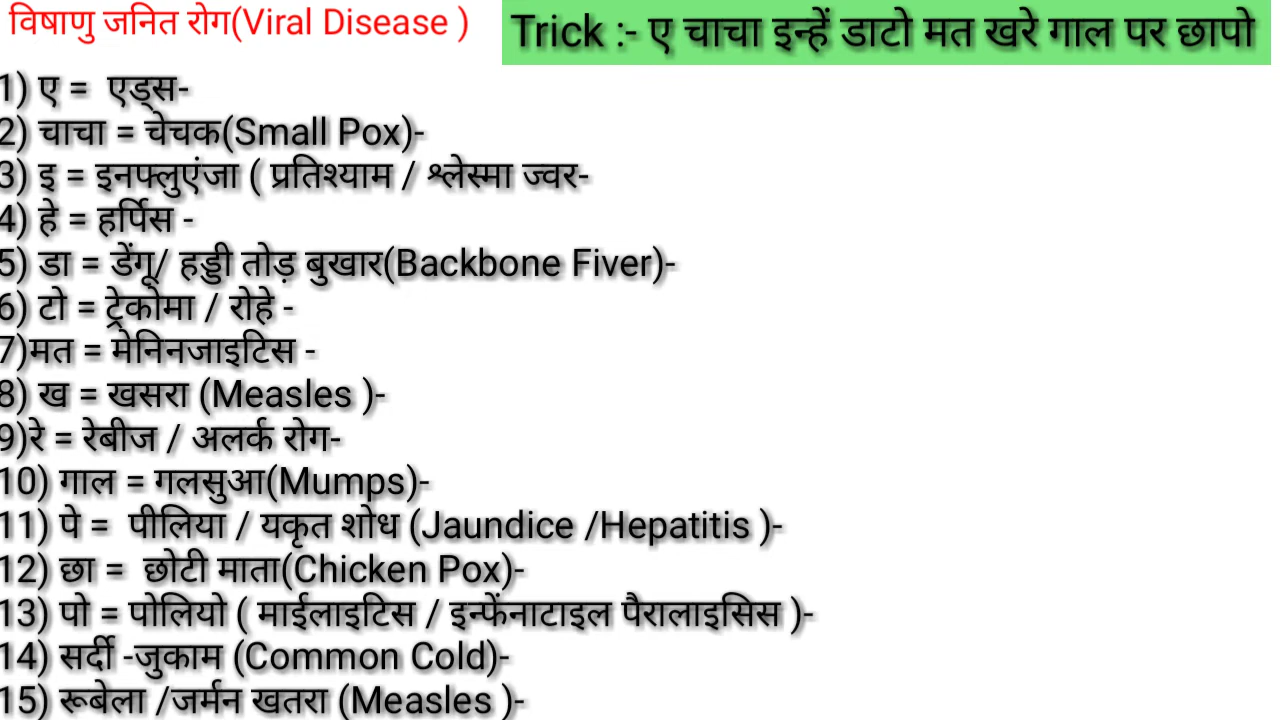 विषाणु जनित रोग(Viral Disease )
Trick :- ए चाचा इन्हें डाटो मत खरे गाल पर छापो
1) ए =  एड्स-
2) चाचा = चेचक(Small Pox)-
3) इ = इनफ्लुएंजा ( प्रतिश्याम / श्लेस्मा ज्वर-
4) हे = हर्पिस -
5) डा = डेंगू/ हड्डी तोड़ बुखार(Backbone Fiver)-
6) टो = ट्रेकोमा / रोहे -
7)मत = मेनिनजाइटिस -
8) ख = खसरा (Measles )-
9)रे = रेबीज / अलर्क रोग-
10) गाल = गलसुआ(Mumps)-
11) पे =  पीलिया / यकृत शोध (Jaundice /Hepatitis )-
12) छा =  छोटी माता(Chicken Pox)-
13) पो = पोलियो ( माईलाइटिस / इन्फेंनाटाइल पैरालाइसिस )-
14) सर्दी -जुकाम (Common Cold)-
15) रूबेला /जर्मन खतरा (Measles )-